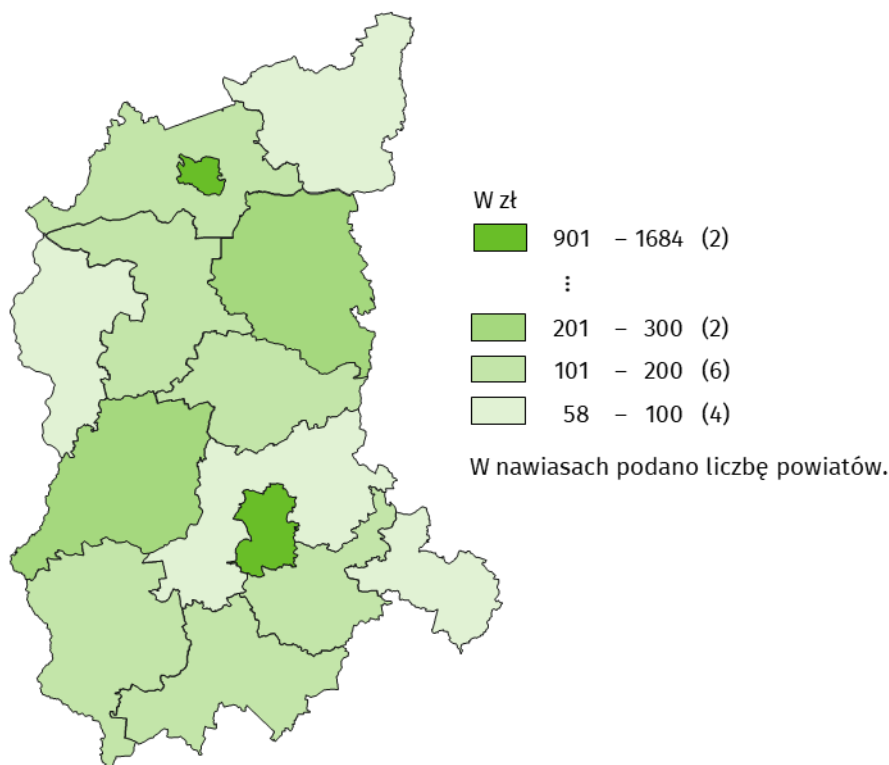 W zł
901 – 1684 (2)
⋮
201 – 300 (2)
101 – 200 (6)
58 – 100 (4)
W nawiasach podano liczbę powiatów.